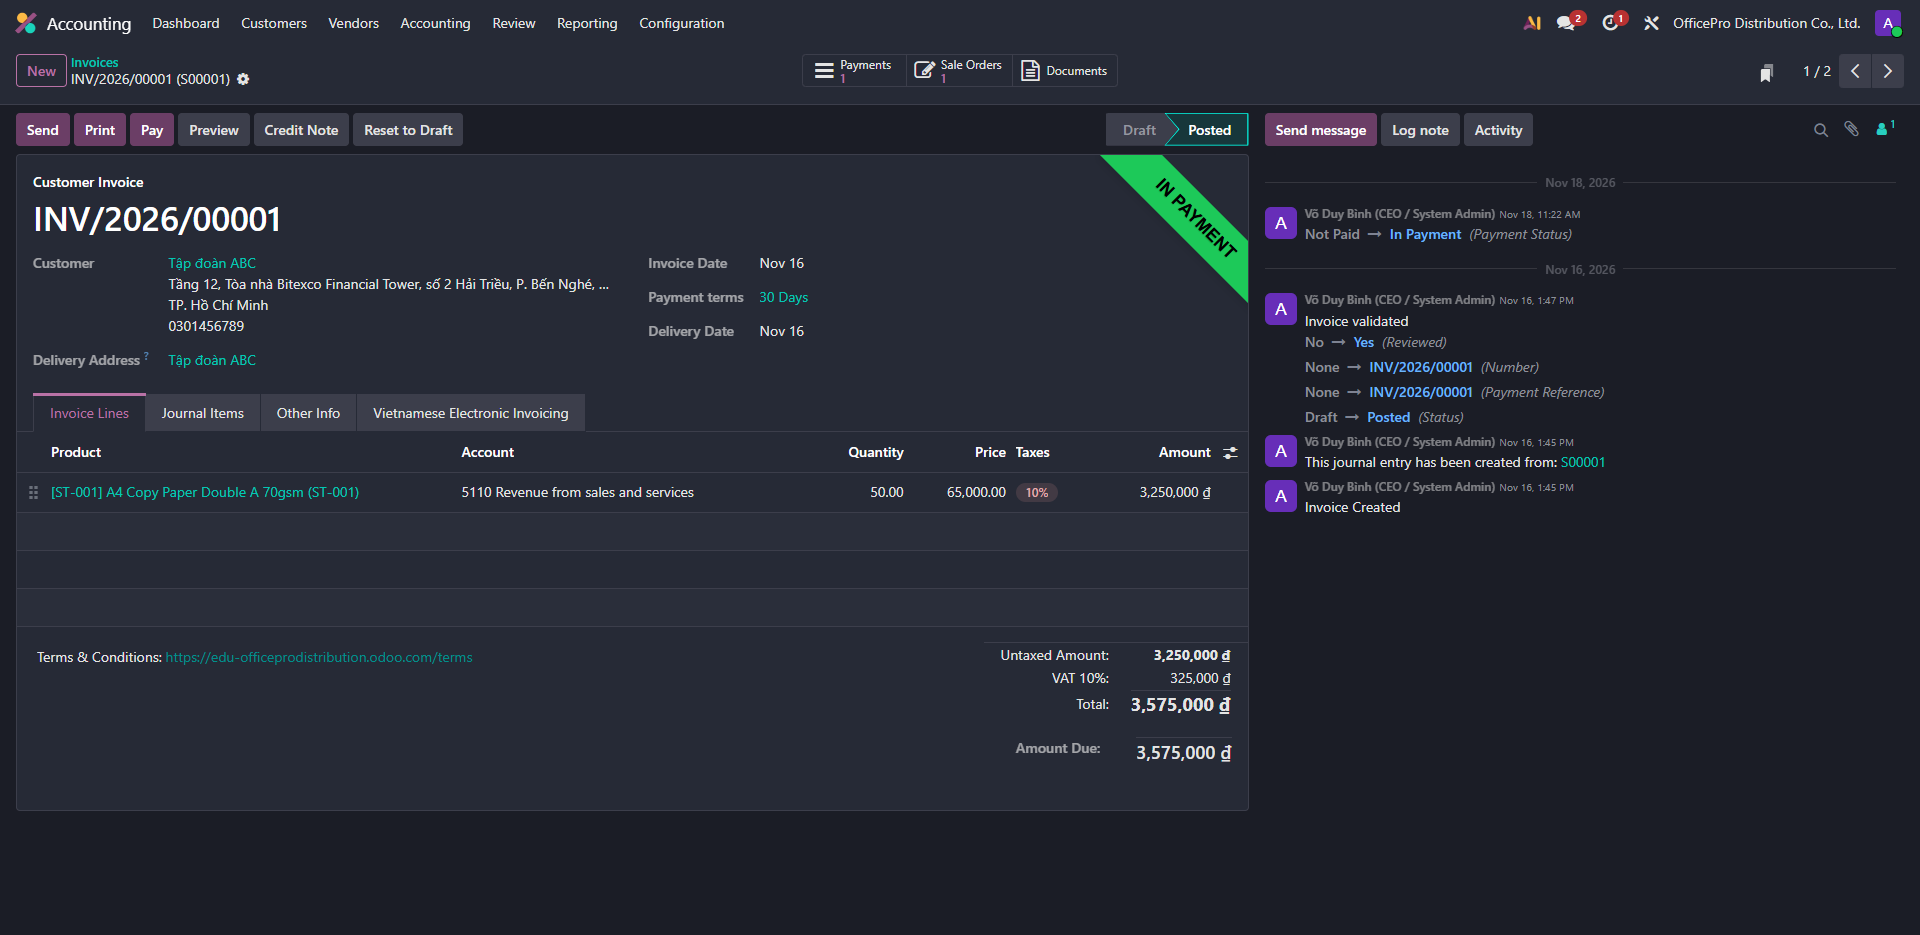 Accounting Dashboard Customers Vendors Accounting Review Reporting Configuration
AI 2 1 OfficePro Distribution Co., Ltd. A
New
Invoices
INV/2026/00001 (S00001)
Payments
1
Sale Orders
1
Documents
1 / 2
Send Print Pay Preview Credit Note Reset to Draft
Draft Posted
Send message Log note Activity
1
Customer Invoice
INV/2026/00001
IN PAYMENT
Customer Tập đoàn ABC
Tầng 12, Tòa nhà Bitexco Financial Tower, số 2 Hải Triều, P. Bến Nghé, ...
TP. Hồ Chí Minh
0301456789
Delivery Address ? Tập đoàn ABC
Invoice Date Nov 16
Payment terms 30 Days
Delivery Date Nov 16
Invoice Lines Journal Items Other Info Vietnamese Electronic Invoicing
Product Account Quantity Price Taxes Amount
[ST-001] A4 Copy Paper Double A 70gsm (ST-001) 5110 Revenue from sales and services 50.00 65,000.00 10% 3,250,000 ₫
Terms & Conditions: https://edu-officeprodistribution.odoo.com/terms
Untaxed Amount: 3,250,000 ₫
VAT 10%: 325,000 ₫
Total: 3,575,000 ₫
Amount Due: 3,575,000 ₫
Nov 18, 2026
A
Võ Duy Binh (CEO / System Admin) Nov 18, 11:22 AM
Not Paid → In Payment (Payment Status)
Nov 16, 2026
A
Võ Duy Binh (CEO / System Admin) Nov 16, 1:47 PM
Invoice validated
No → Yes (Reviewed)
None → INV/2026/00001 (Number)
None → INV/2026/00001 (Payment Reference)
Draft → Posted (Status)
A
Võ Duy Binh (CEO / System Admin) Nov 16, 1:45 PM
This journal entry has been created from: S00001
A
Võ Duy Binh (CEO / System Admin) Nov 16, 1:45 PM
Invoice Created